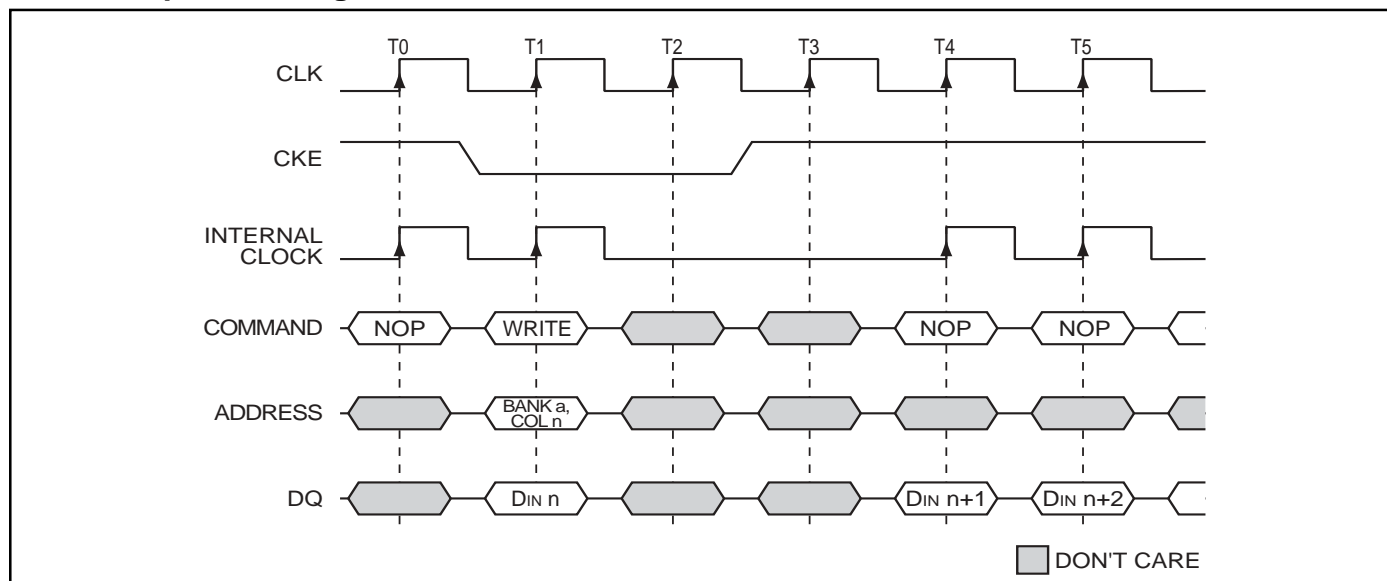 T0 T1 T2 T3 T4 T5
CLK
CKE
INTERNAL
CLOCK
COMMAND NOP WRITE NOP NOP
ADDRESS BANK a,
COL n
DQ DIN n DIN n+1 DIN n+2
DON'T CARE